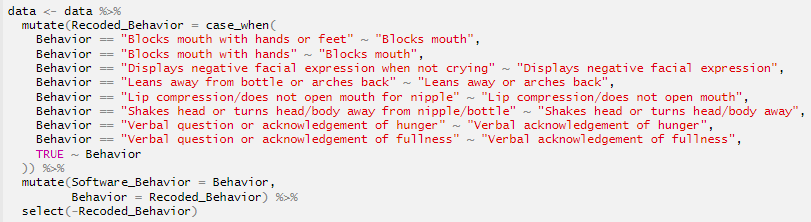 data <- data %>%
  mutate(Recoded_Behavior = case_when(
    Behavior == "Blocks mouth with hands or feet" ~ "Blocks mouth",
    Behavior == "Blocks mouth with hands" ~ "Blocks mouth",
    Behavior == "Displays negative facial expression when not crying" ~ "Displays negative facial expression",
    Behavior == "Leans away from bottle or arches back" ~ "Leans away or arches back",
    Behavior == "Lip compression/does not open mouth for nipple" ~ "Lip compression/does not open mouth",
    Behavior == "Shakes head or turns head/body away from nipple/bottle" ~ "Shakes head or turns head/body away",
    Behavior == "Verbal question or acknowledgement of hunger" ~ "Verbal acknowledgement of hunger",
    Behavior == "Verbal question or acknowledgement of fullness" ~ "Verbal acknowledgement of fullness",
    TRUE ~ Behavior
  )) %>%
  mutate(Software_Behavior = Behavior,
         Behavior = Recoded_Behavior) %>%
  select(-Recoded_Behavior)